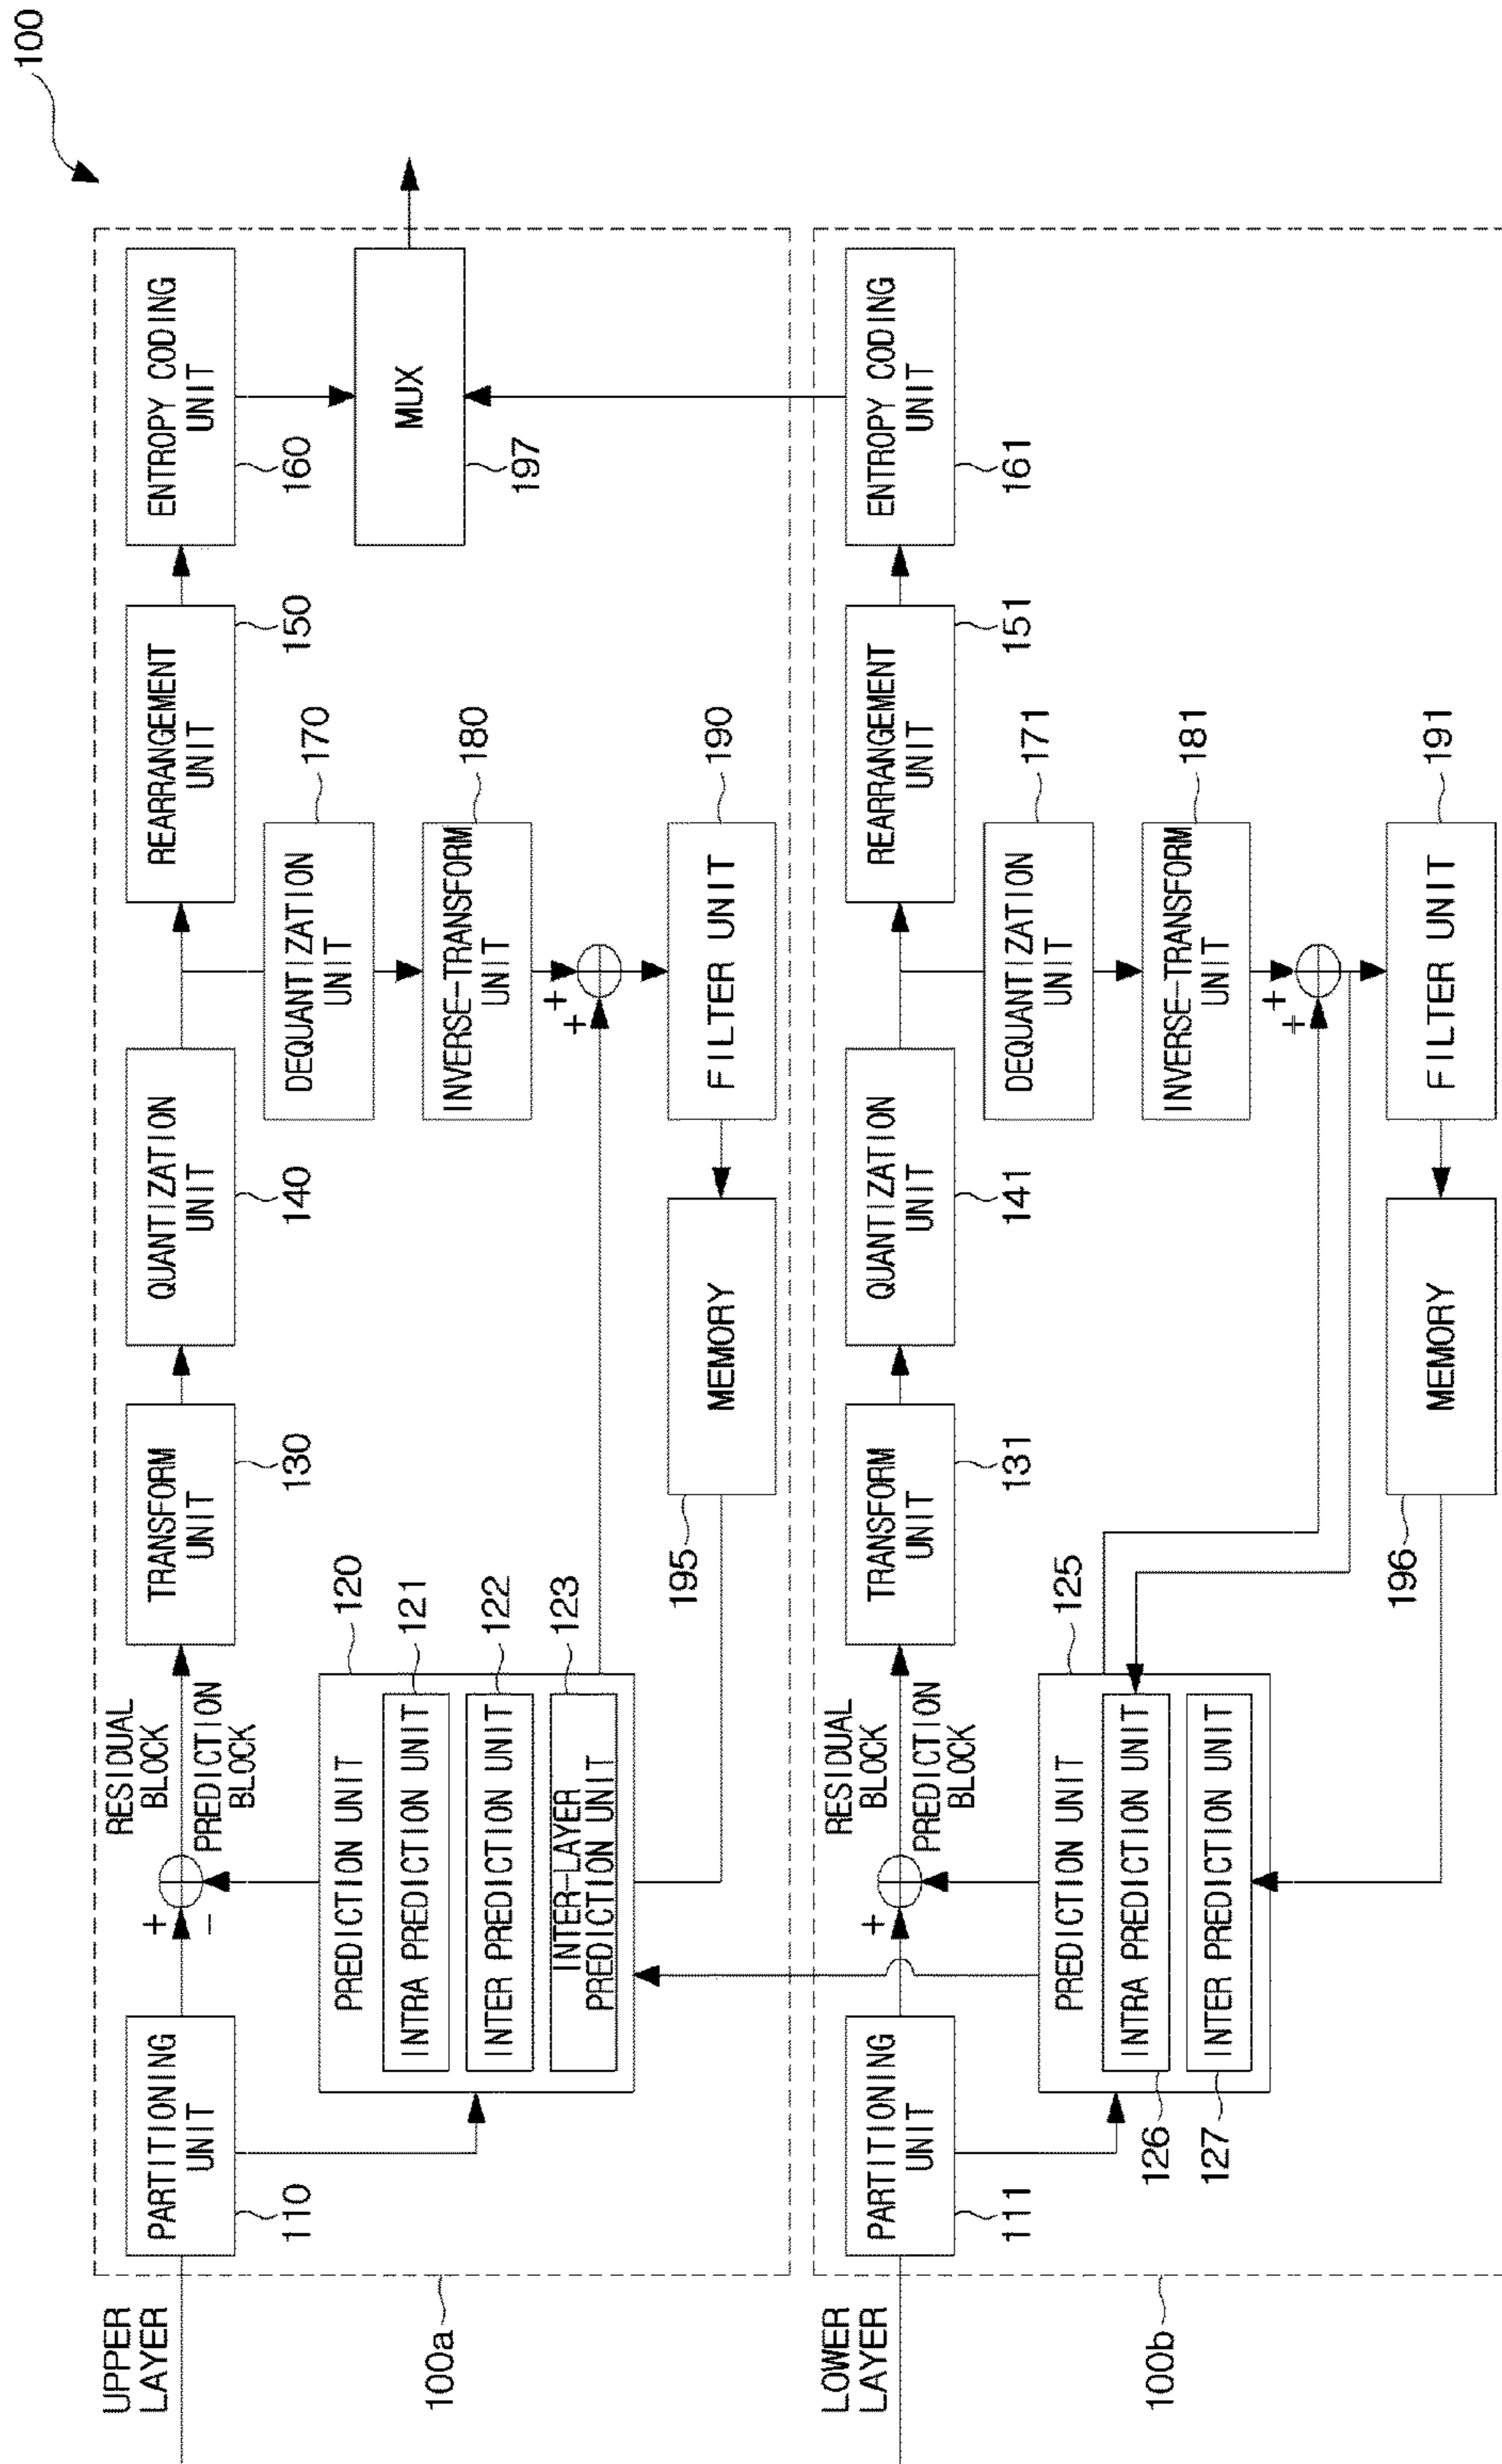 100
UPPER
LAYER
100a
PARTITIONING
UNIT
110
+
-
RESIDUAL
BLOCK
PREDICTION
BLOCK
PREDICTION UNIT
120
INTRA PREDICTION UNIT
121
INTER PREDICTION UNIT
122
INTER-LAYER
PREDICTION UNIT
123
TRANSFORM
UNIT
130
QUANTIZATION
UNIT
140
REARRANGEMENT
UNIT
150
ENTROPY CODING
UNIT
160
MUX
197
DEQUANTIZATION
UNIT
170
INVERSE-TRANSFORM
UNIT
180
+
+
FILTER UNIT
190
MEMORY
195
LOWER
LAYER
100b
PARTITIONING
UNIT
111
+
RESIDUAL
BLOCK
PREDICTION
BLOCK
PREDICTION UNIT
125
INTRA PREDICTION UNIT
126
INTER PREDICTION UNIT
127
TRANSFORM
UNIT
131
QUANTIZATION
UNIT
141
REARRANGEMENT
UNIT
151
ENTROPY CODING
UNIT
161
DEQUANTIZATION
UNIT
171
INVERSE-TRANSFORM
UNIT
181
+
+
FILTER UNIT
191
MEMORY
196